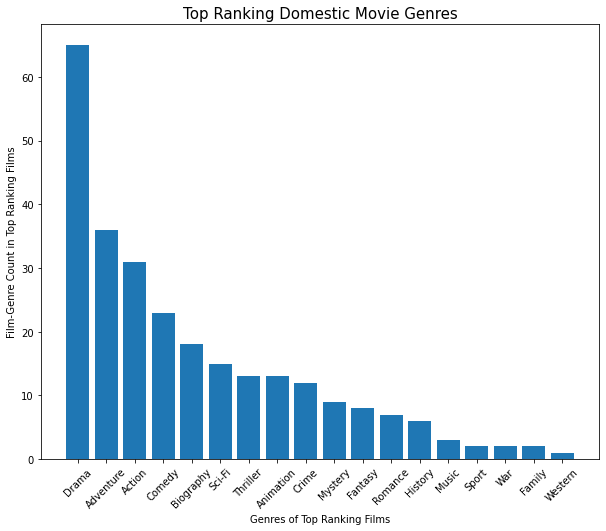 Top Ranking Domestic Movie Genres
Film-Genre Count in Top Ranking Films
60
50
40
30
20
10
0
Drama
Adventure
Action
Comedy
Biography
Sci-Fi
Thriller
Animation
Crime
Mystery
Fantasy
Romance
History
Music
Sport
War
Family
Western
Genres of Top Ranking Films